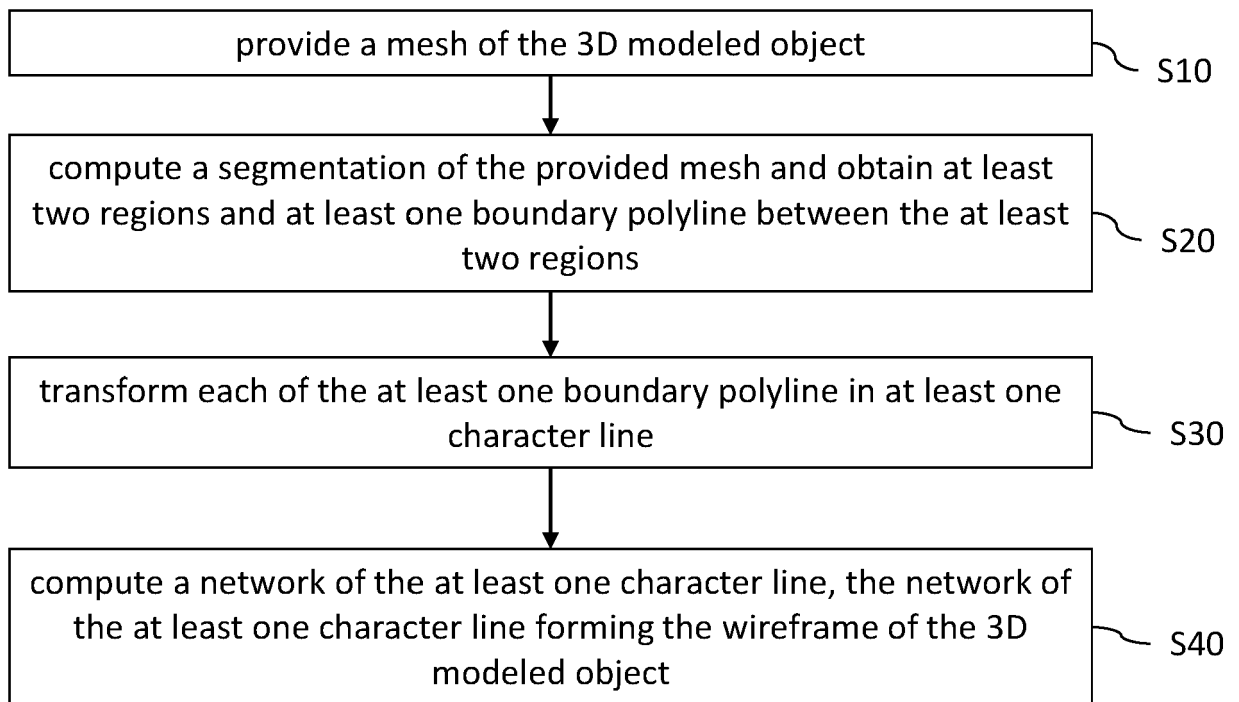 provide a mesh of the 3D modeled object
S10
compute a segmentation of the provided mesh and obtain at least
two regions and at least one boundary polyline between the at least
two regions
S20
transform each of the at least one boundary polyline in at least one
character line
S30
compute a network of the at least one character line, the network of
the at least one character line forming the wireframe of the 3D
modeled object
S40